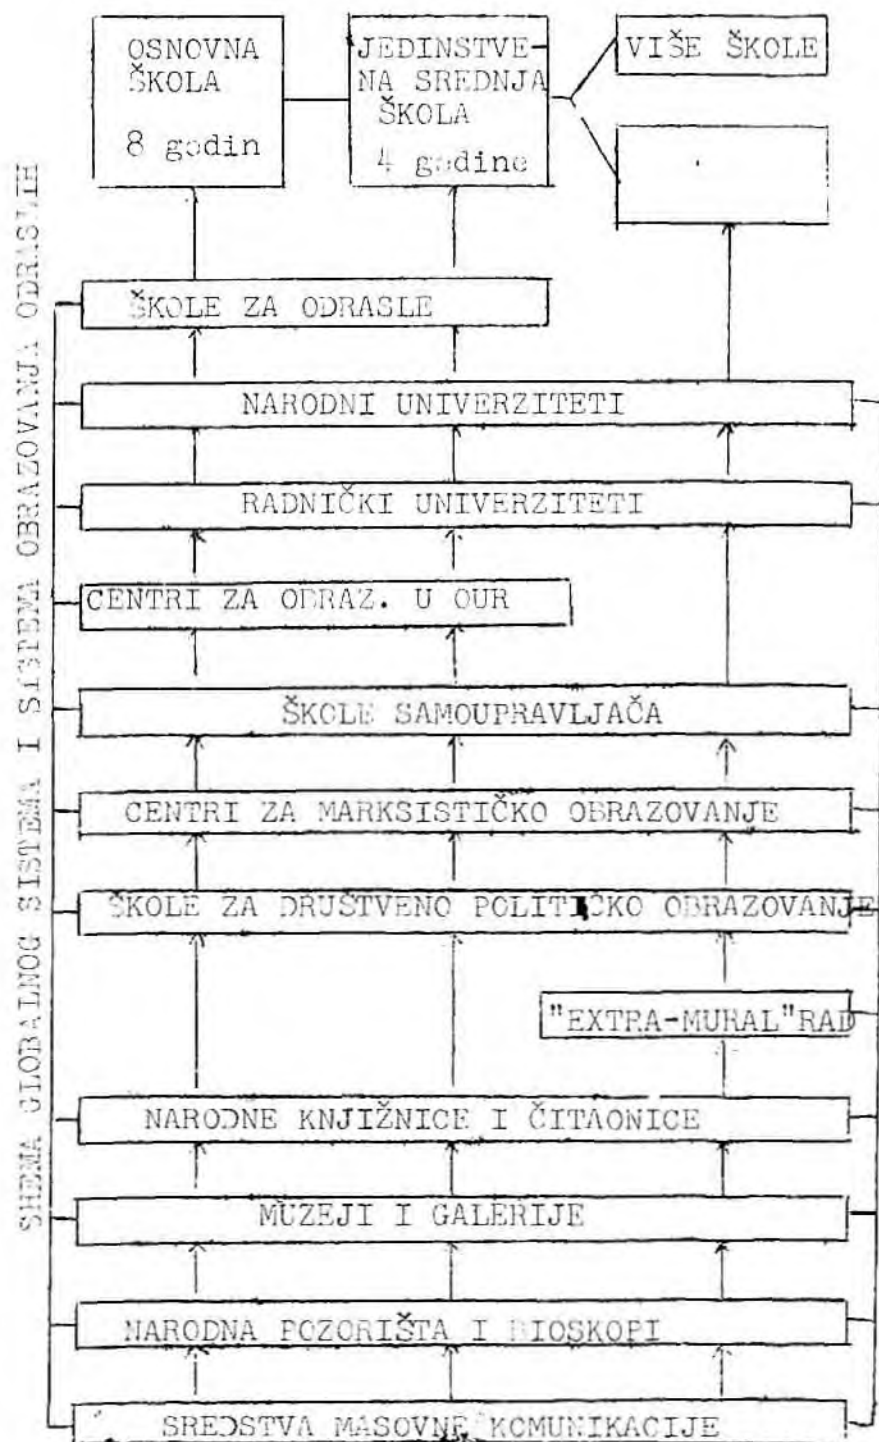 OSNOVNA
ŠKOLA
8 godin
JEDINSTVE-
NA SREDNJA
ŠKOLA
4 godine
VIŠE ŠKOLE
SHEMA GLOBALNOG SISTEMA I SISTEMA OBRAZOVANJA ODRASLIH
ŠKOLE ZA ODRASLE
NARODNI UNIVERZITETI
RADNIČKI UNIVERZITETI
CENTRI ZA OBRAZ. U OUR
ŠKOLE SAMOUPRAVLJAČA
CENTRI ZA MARKSISTIČKO OBRAZOVANJE
ŠKOLE ZA DRUŠTVENO POLITIČKO OBRAZOVANJE
"EXTRA-MURAL"RAD
NARODNE KNJIŽNICE I ČITAONICE
MUZEJI I GALERIJE
NARODNA POZORIŠTA I BIOSKOPI
SREDSTVA MASOVNE KOMUNIKACIJE